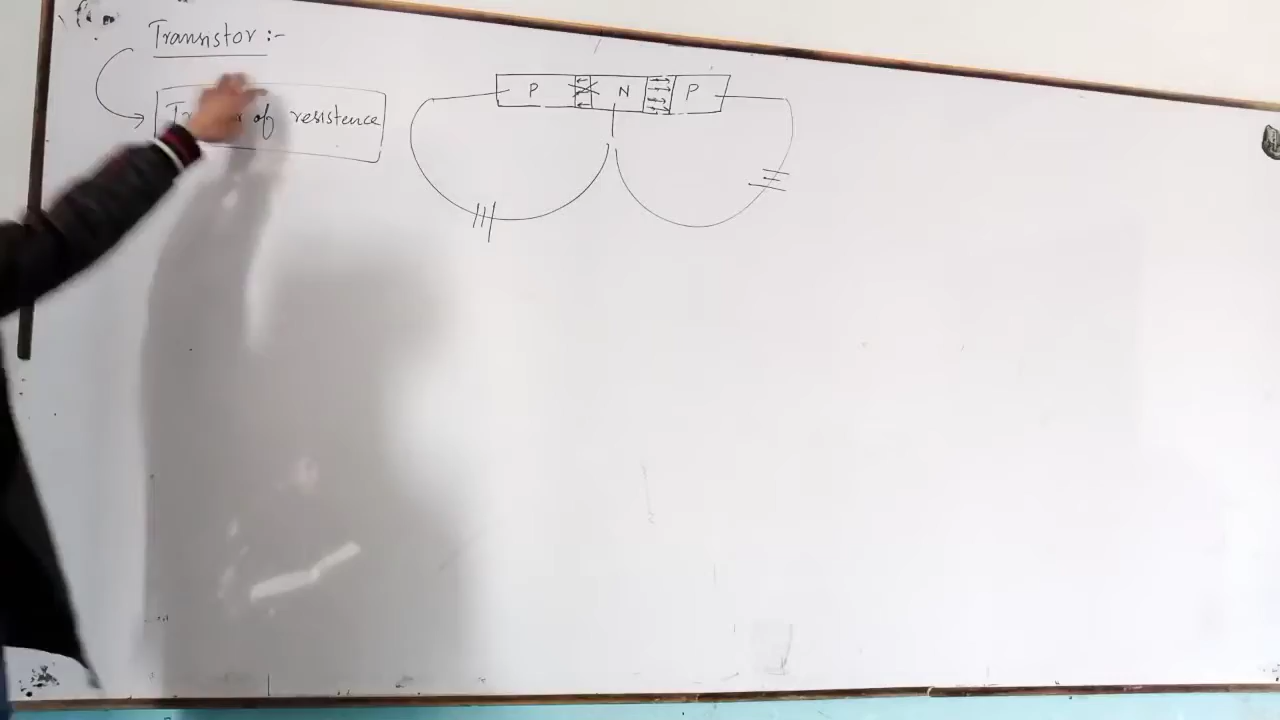 Transistor :-
of resistence
P N P